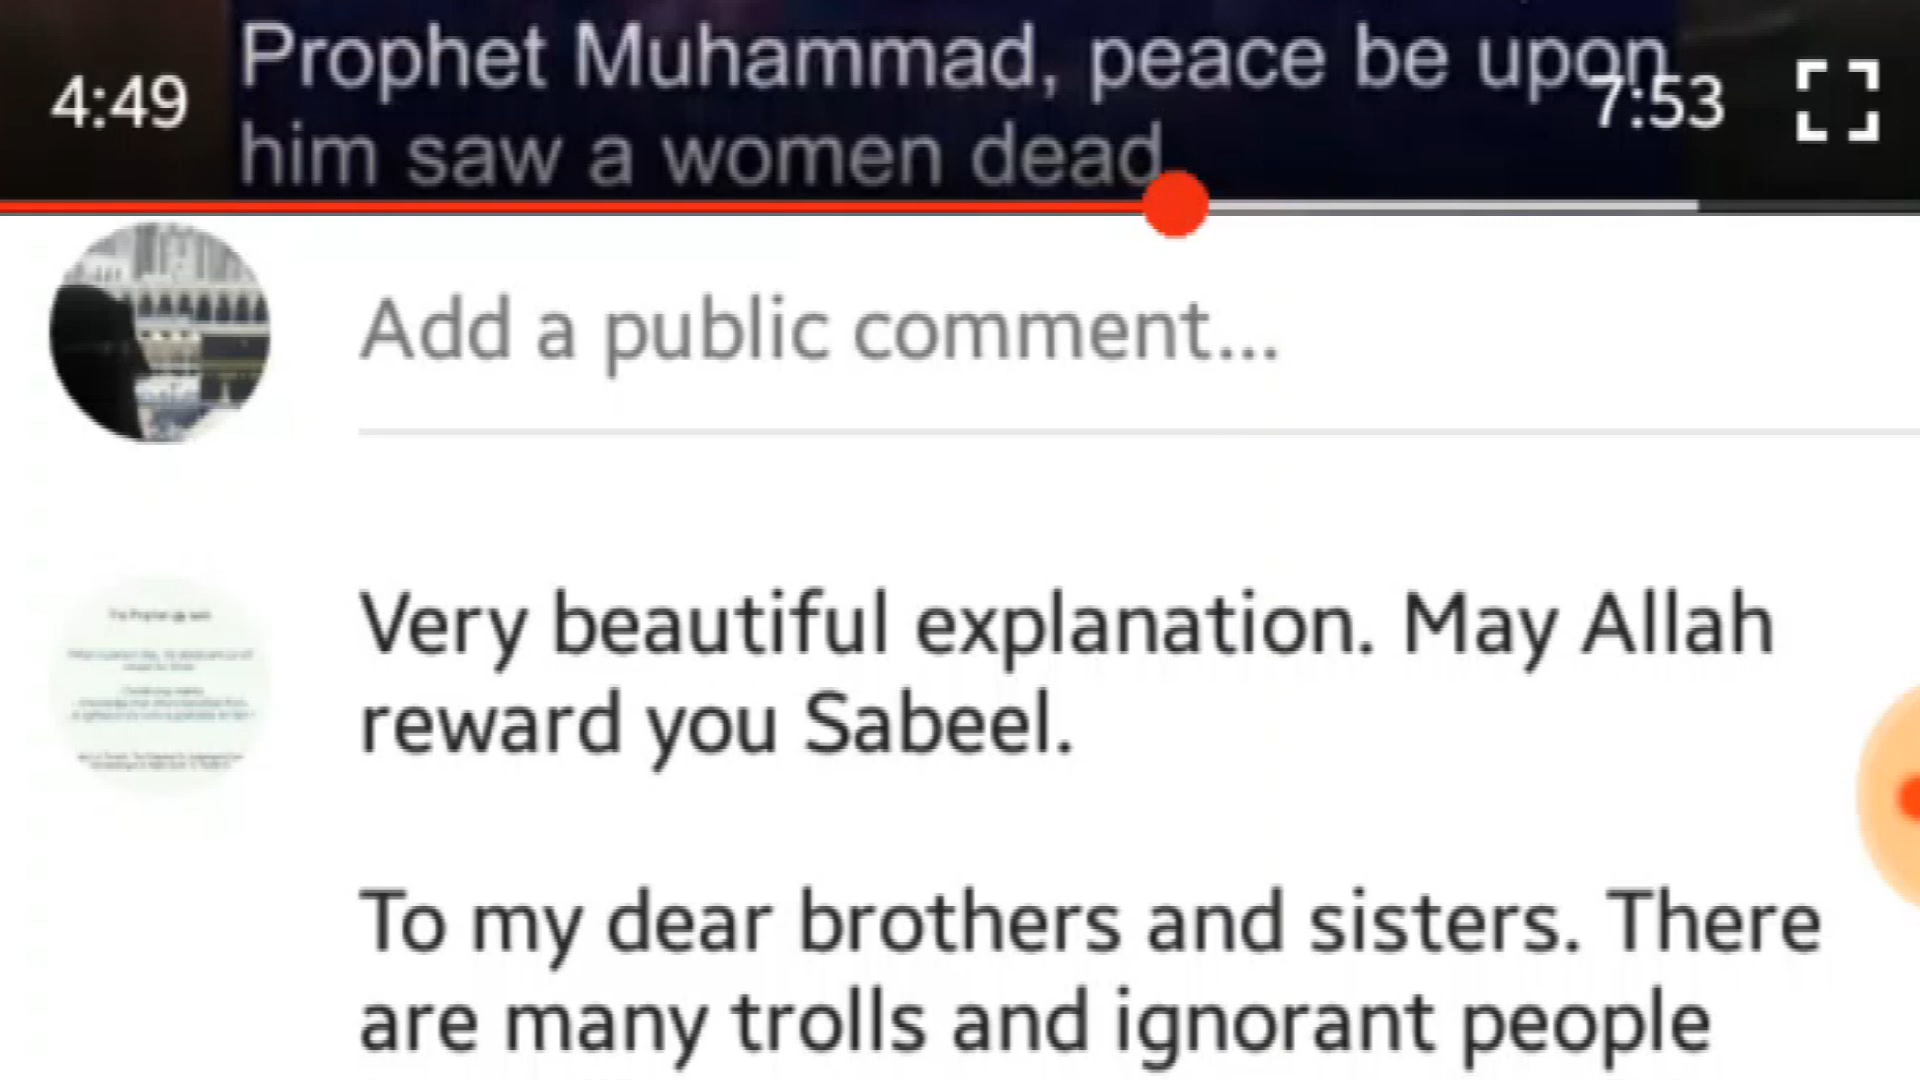 Prophet Muhammad, peace be upon
him saw a women dead
4:49
7:53
Add a public comment...
Very beautiful explanation. May Allah
reward you Sabeel.
To my dear brothers and sisters. There
are many trolls and ignorant people